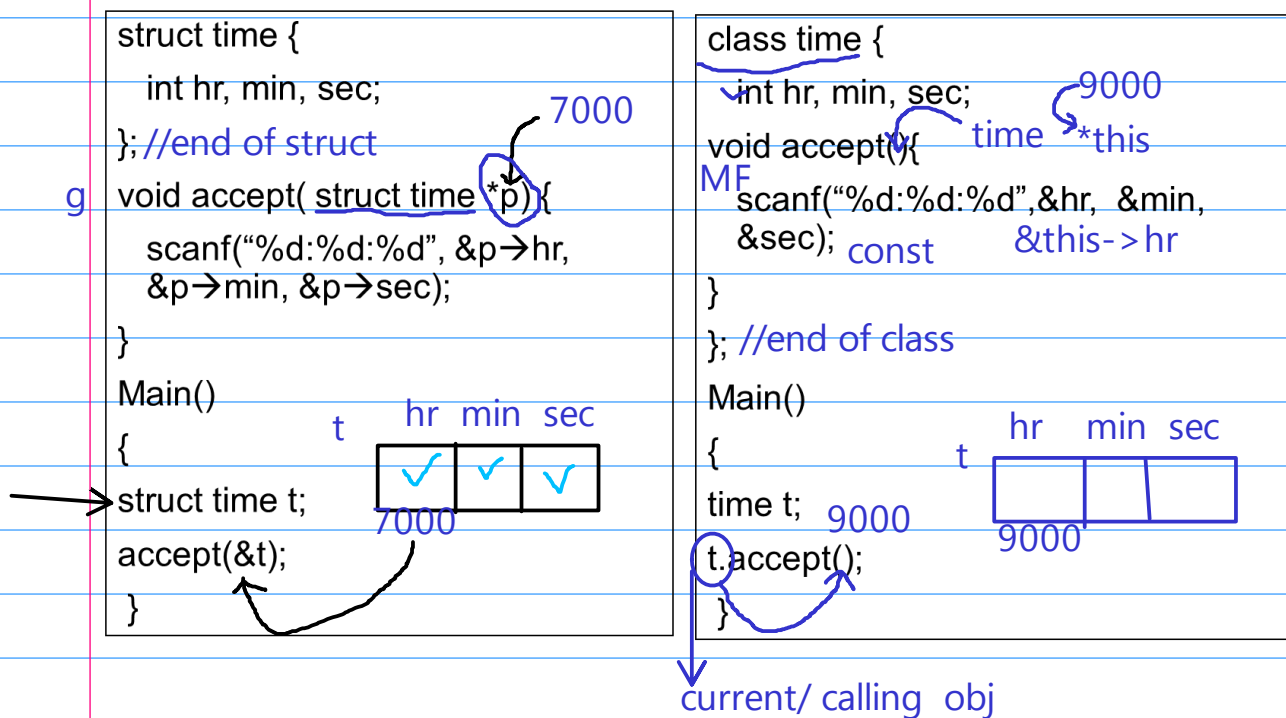 struct time {
int hr, min, sec;
7000
}; //end of struct
g void accept( struct time *p) {
scanf(“%d:%d:%d”, &p→hr,
&p→min, &p→sec);
}
Main()
{
t hr min sec
struct time t;
7000
accept(&t);
}
class time {
int hr, min, sec;
9000
void accept(){
time *this
MF
scanf(“%d:%d:%d”,&hr, &min,
&sec);
const &this->hr
}
}; //end of class
Main()
{
t hr min sec
time t;
9000
9000
t.accept();
}
current/ calling obj